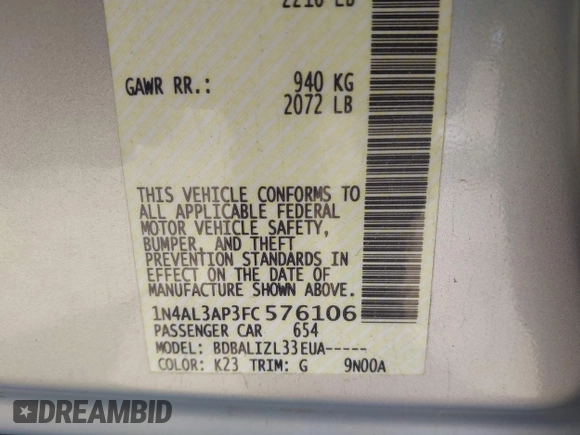 2210 LB
GAWR RR.: 940 KG
2072 LB
THIS VEHICLE CONFORMS TO
ALL APPLICABLE FEDERAL
MOTOR VEHICLE SAFETY,
BUMPER, AND THEFT
PREVENTION STANDARDS IN
EFFECT ON THE DATE OF
MANUFACTURE SHOWN ABOVE.
1N4AL3AP3FC576106
PASSENGER CAR 654
MODEL: BDBALIZL33EUA-----
COLOR: K23 TRIM: G 9N00A
DREAMBID